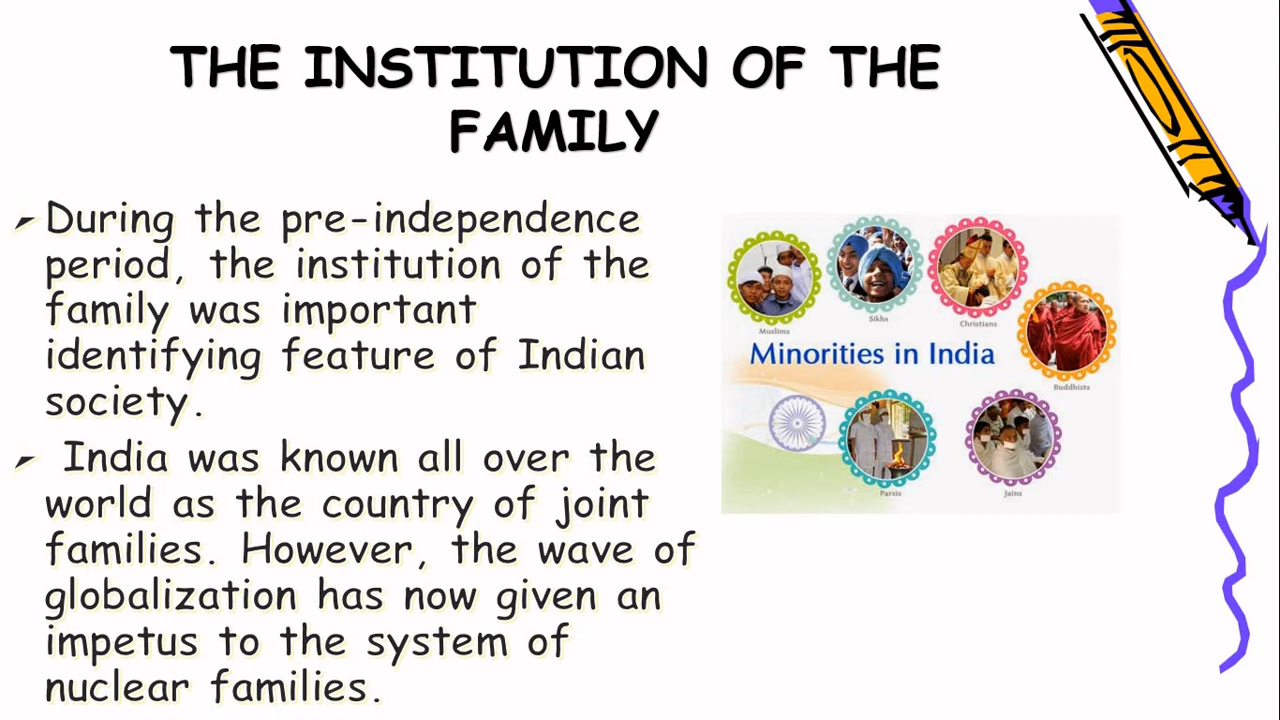 THE INSTITUTION OF THE
FAMILY
During the pre-independence
period, the institution of the
family was important
identifying feature of Indian
society.
India was known all over the
world as the country of joint
families. However, the wave of
globalization has now given an
impetus to the system of
nuclear families.
Muslims
Sikhs
Christians
Buddhists
Minorities in India
Parsis
Jains